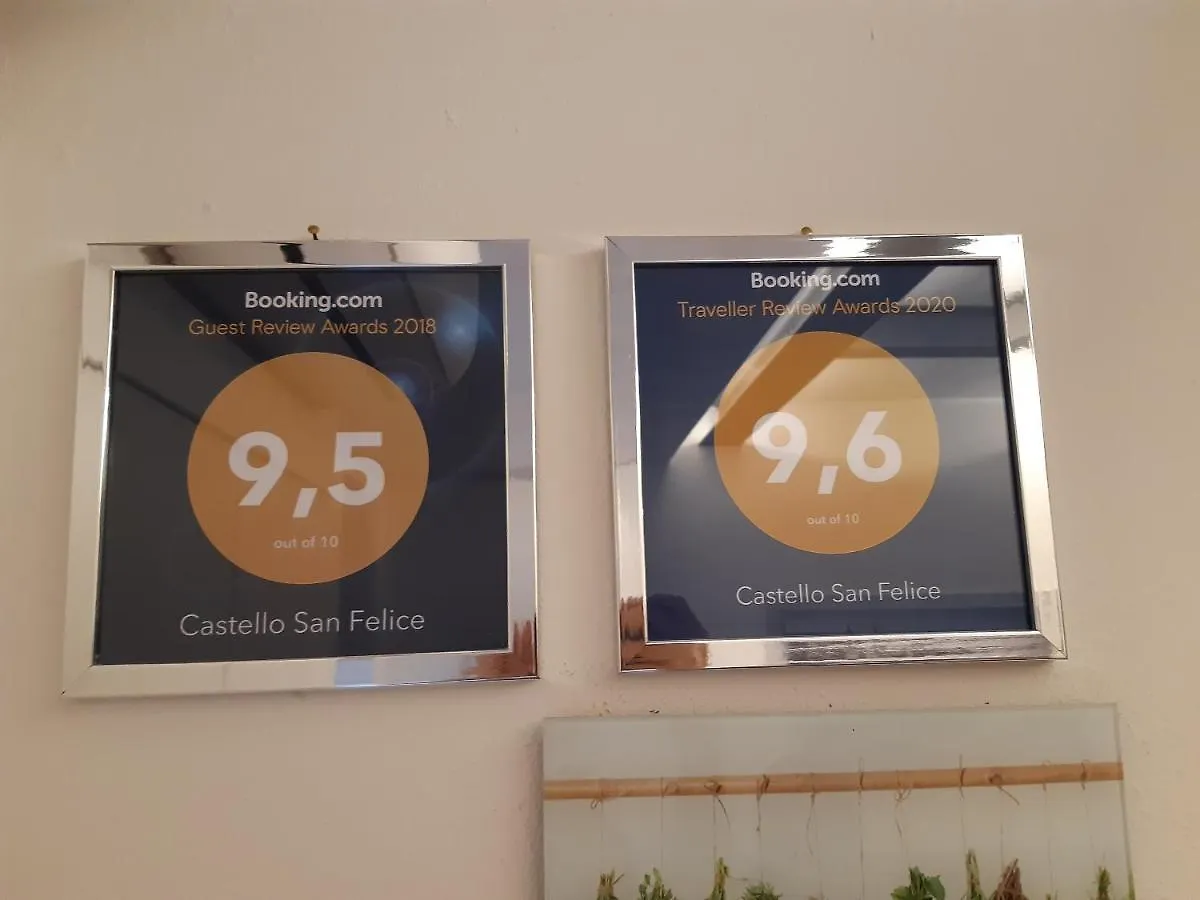 Booking.com
Guest Review Awards 2018
9,5
out of 10
Castello San Felice
Booking.com
Traveller Review Awards 2020
9,6
out of 10
Castello San Felice